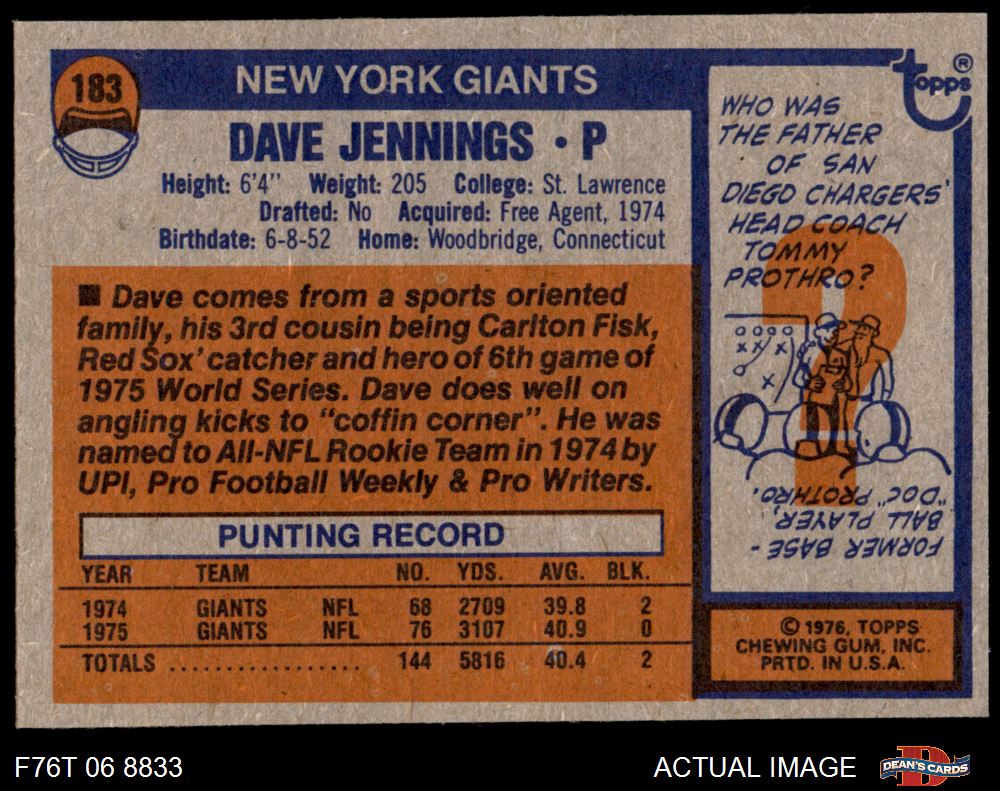 183
NEW YORK GIANTS
topps®
DAVE JENNINGS • P
Height: 6'4" Weight: 205 College: St. Lawrence
Drafted: No Acquired: Free Agent, 1974
Birthdate: 6-8-52 Home: Woodbridge, Connecticut
■ Dave comes from a sports oriented
family, his 3rd cousin being Carlton Fisk,
Red Sox' catcher and hero of 6th game of
1975 World Series. Dave does well on
angling kicks to "coffin corner". He was
named to All-NFL Rookie Team in 1974 by
UPI, Pro Football Weekly & Pro Writers.
PUNTING RECORD
YEAR TEAM NO. YDS. AVG. BLK.
1974 GIANTS NFL 68 2709 39.8 2
1975 GIANTS NFL 76 3107 40.9 0
TOTALS ................. 144 5816 40.4 2
WHO WAS
THE FATHER
OF SAN
DIEGO CHARGERS'
HEAD COACH
TOMMY
PROTHRO?
?
FORMER BASE-
BALL PLAYER,
"DOC" PROTHRO.
© 1976, TOPPS
CHEWING GUM, INC.
PRTD. IN U.S.A.
F76T 06 8833
ACTUAL IMAGE
D
DEAN'S CARDS